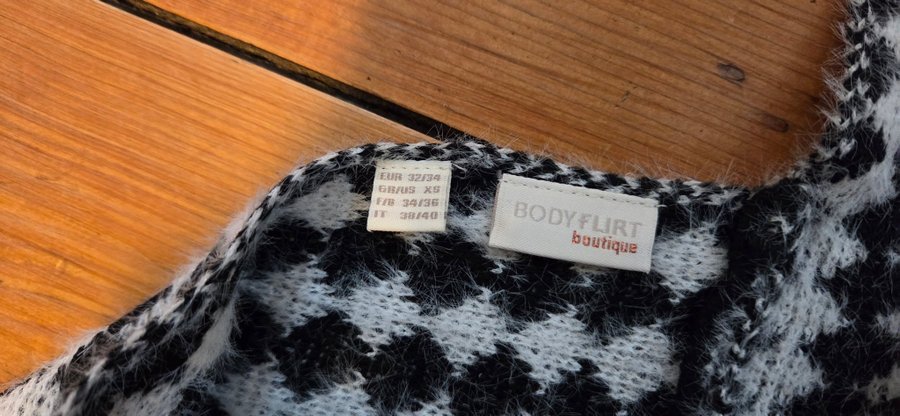 EUR 32/34
GB/US XS
F/B 34/36
IT 38/40
BODYFLIRT
boutique